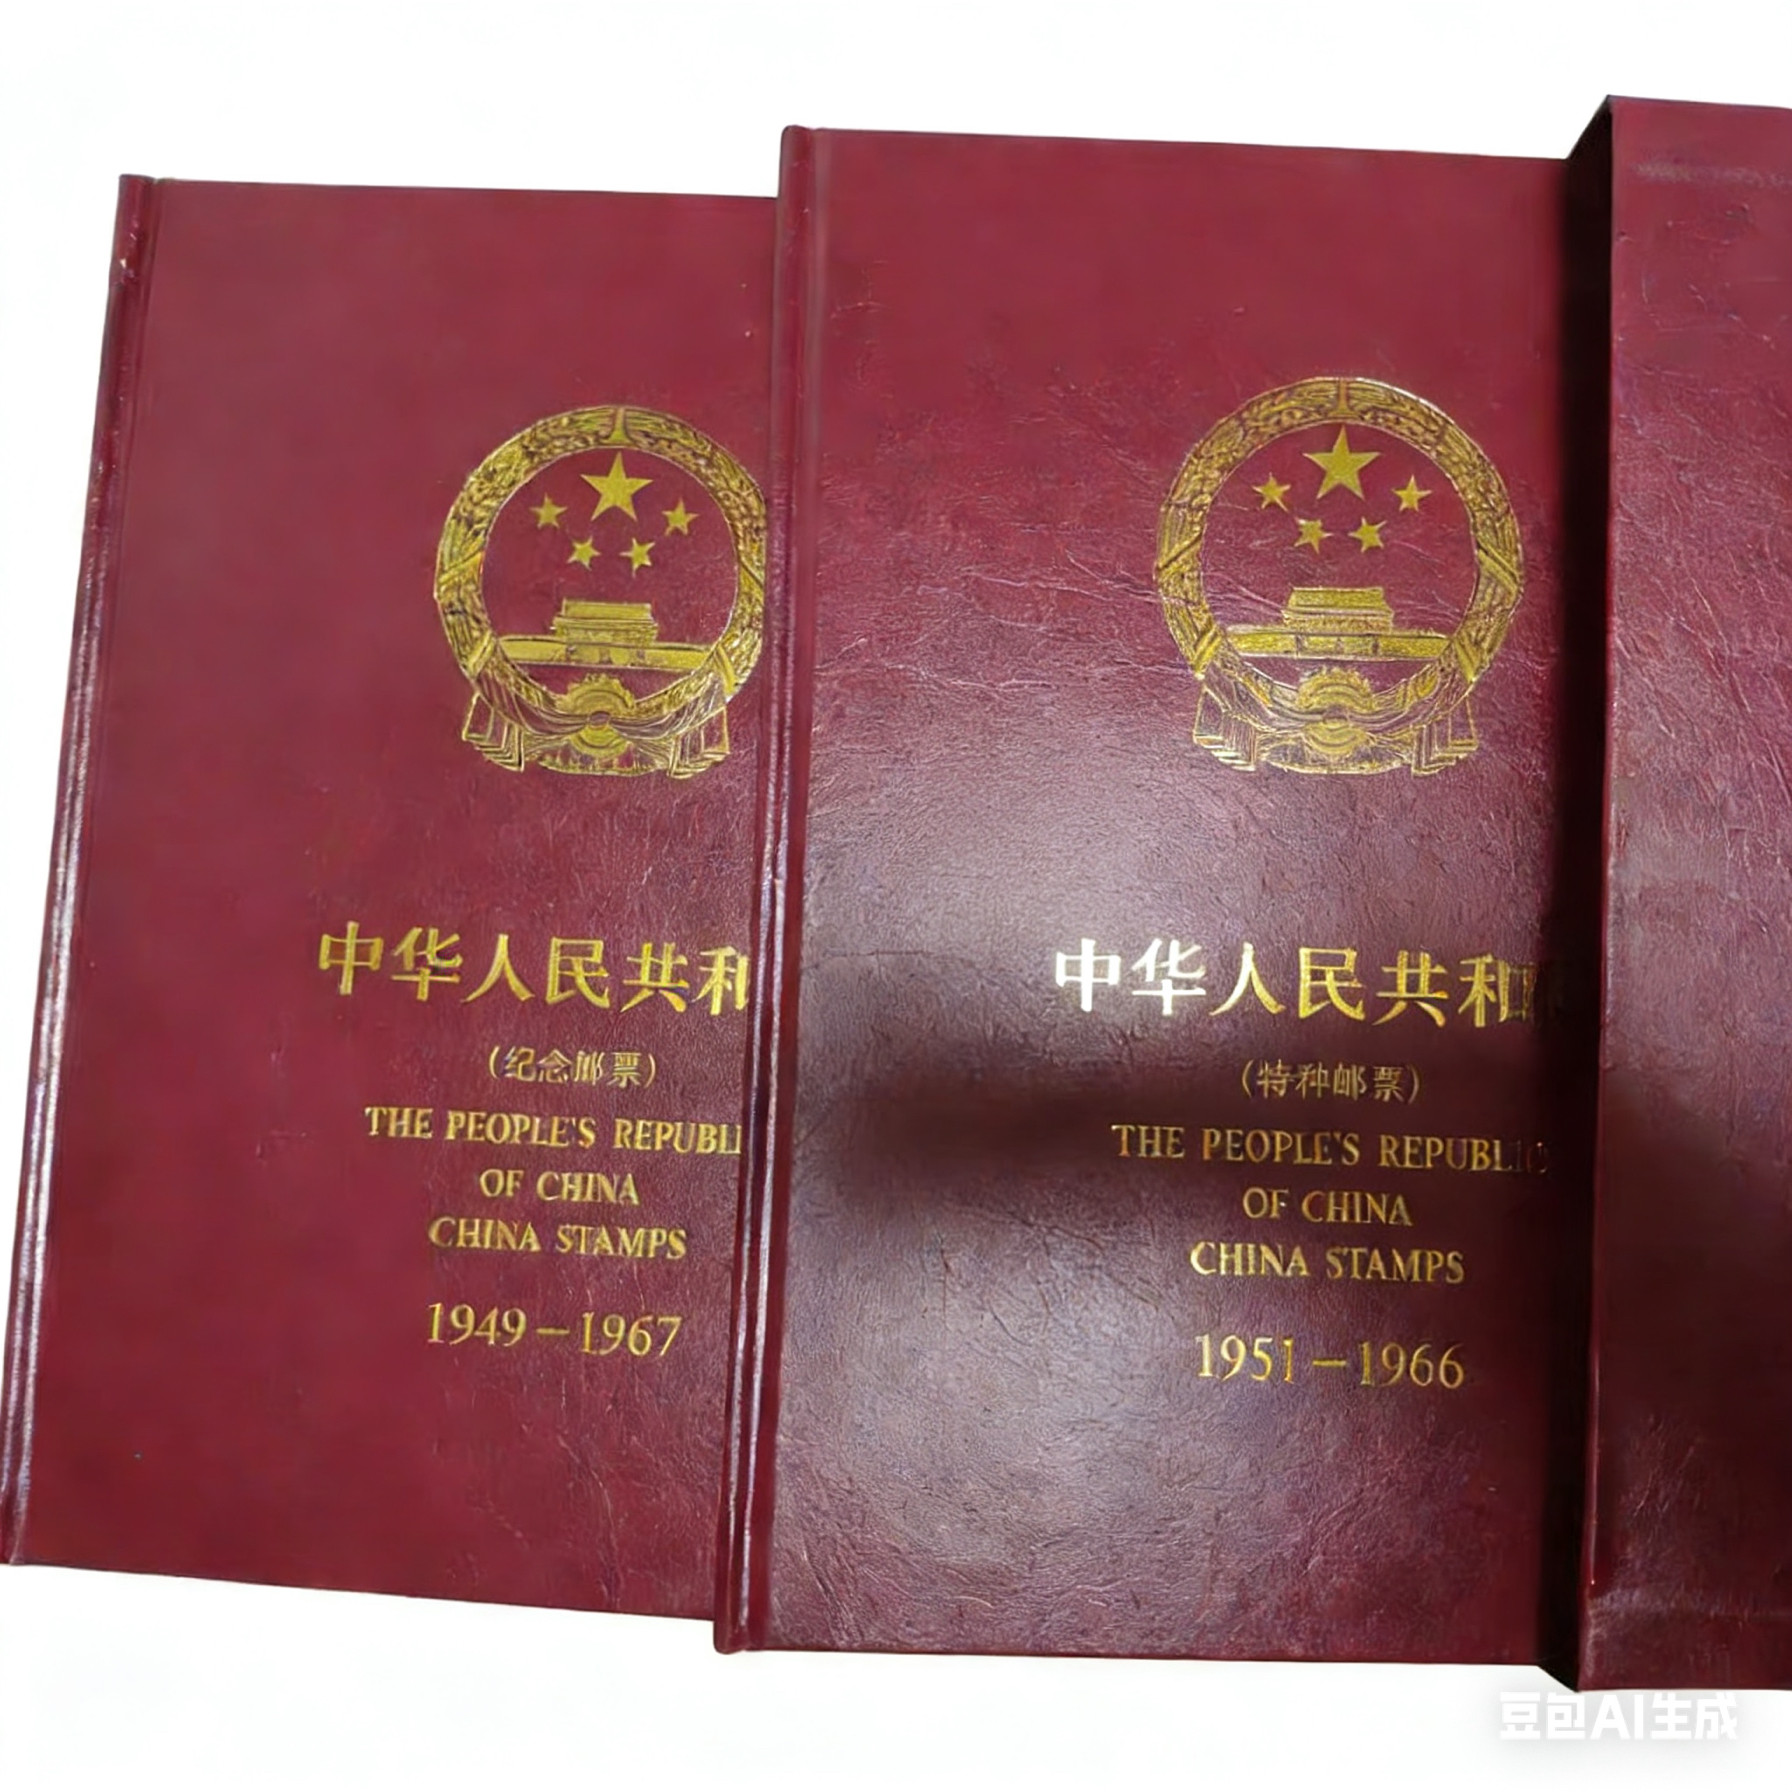 中华人民共和
(纪念邮票)
THE PEOPLE'S REPUBLI
OF CHINA
CHINA STAMPS
1949-1967
中华人民共和
(特种邮票)
THE PEOPLE'S REPUBLIC
OF CHINA
CHINA STAMPS
1951-1966
豆包AI生成